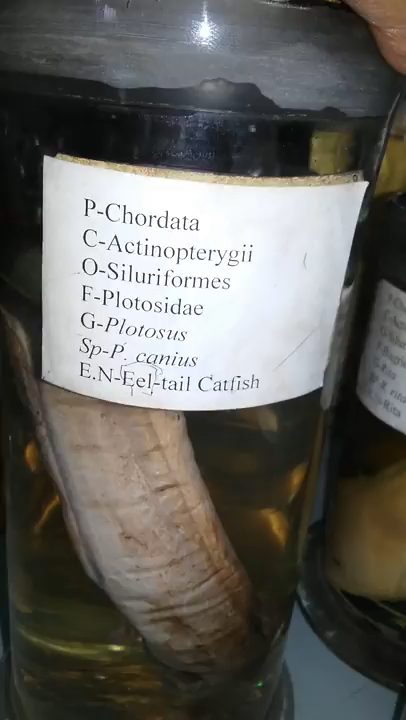 P-Chordata
C-Actinopterygii
O-Siluriformes
F-Plotosidae
G-Plotosus
Sp-P. canius
E.N-Eel-tail Catfish